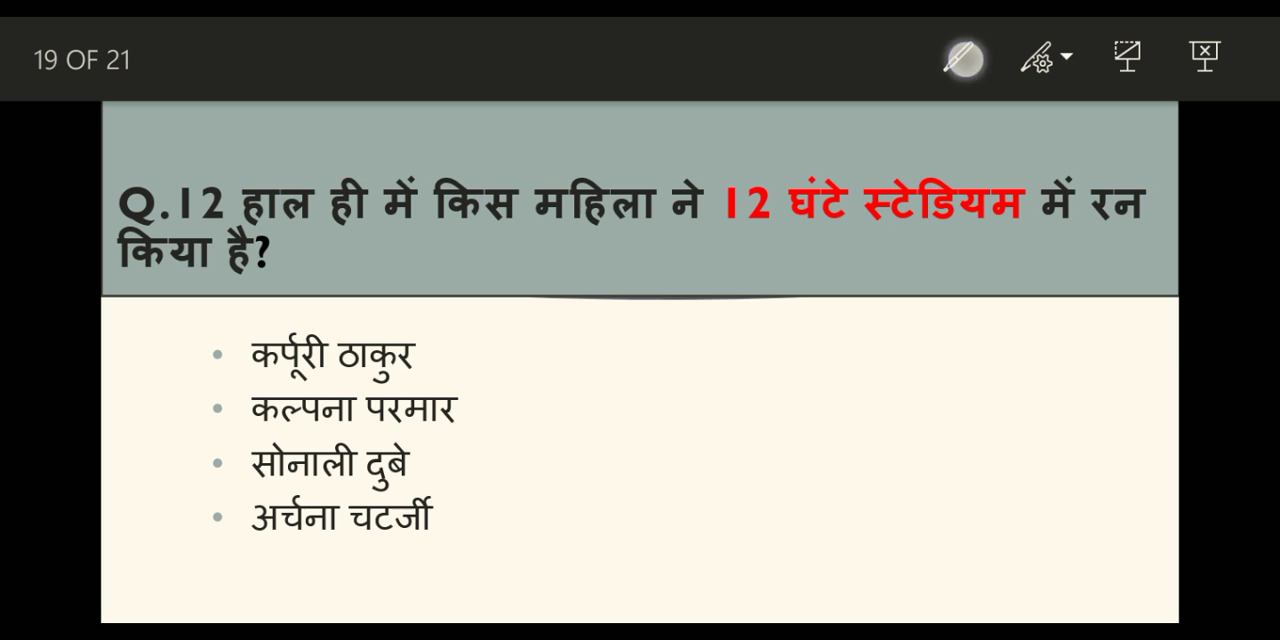 19 OF 21
Q.12 हाल ही में किस महिला ने 12 घंटे स्टेडियम में रन
किया है?
• कर्पूरी ठाकुर
• कल्पना परमार
• सोनाली दुबे
• अर्चना चटर्जी